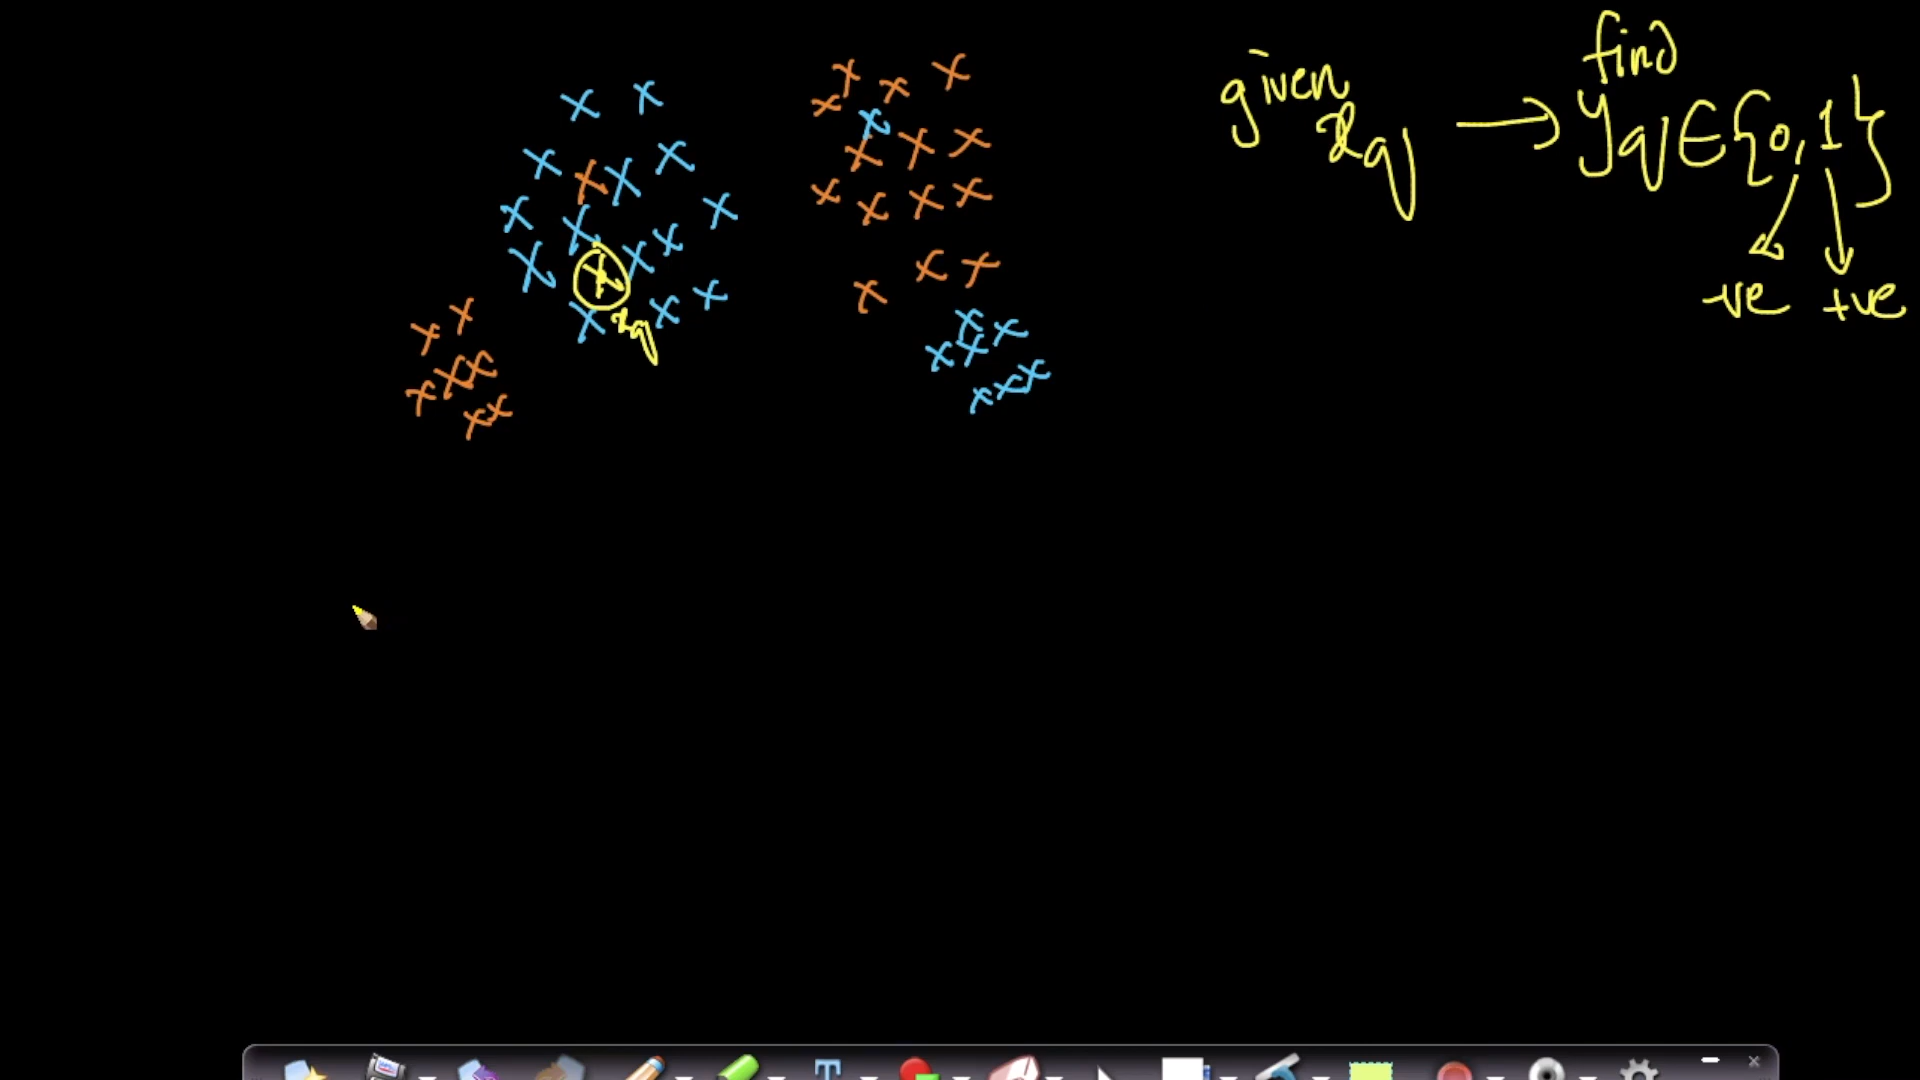 find
given
xq → yq ∈ {0, 1}
-ve +ve
xq